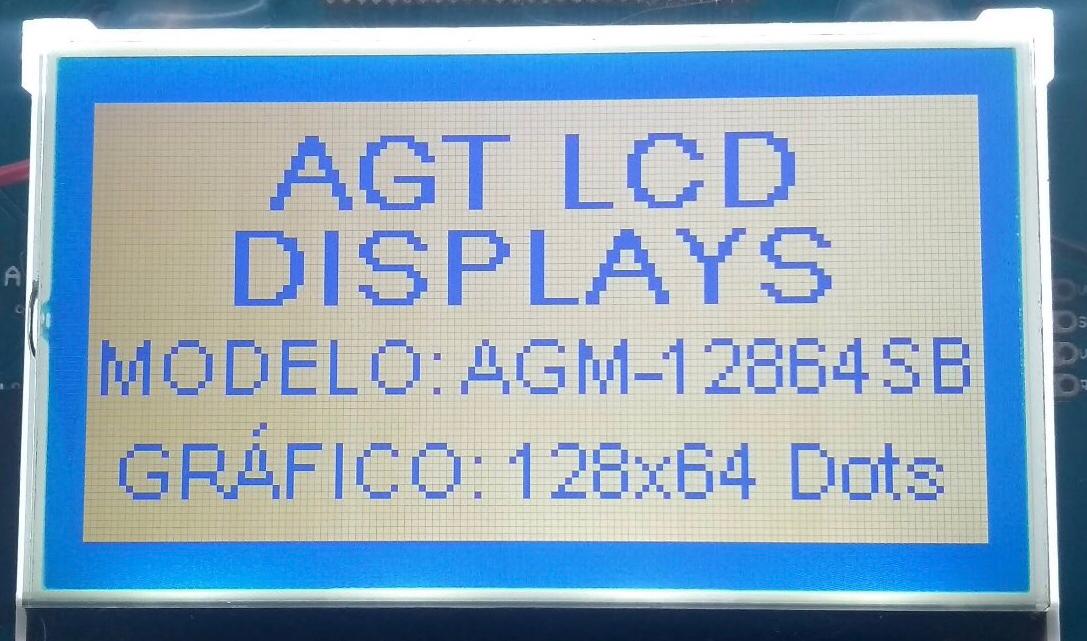 AGT LCD
DISPLAYS
MODELO:AGM-12864SB
GRÁFICO:128x64 Dots